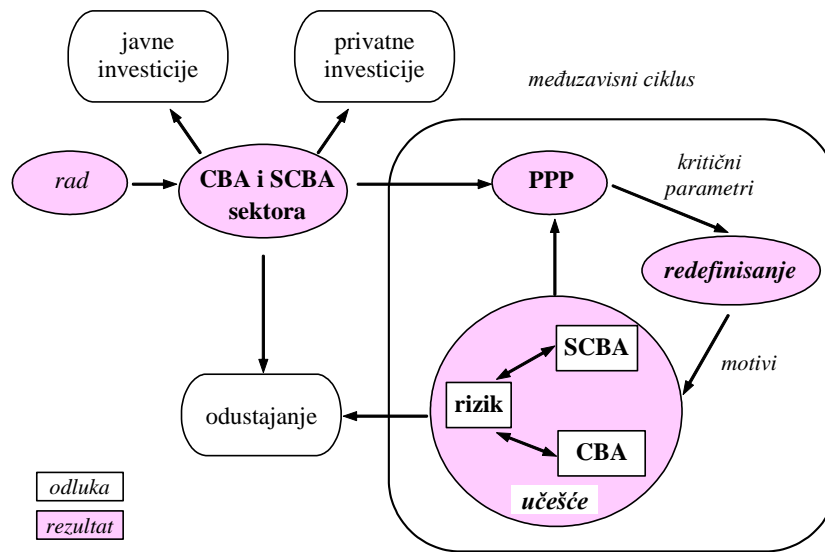 javne
investicije
privatne
investicije
međuzavisni ciklus
rad
CBA i SCBA
sektora
PPP
kritični
parametri
redefinisanje
SCBA
motivi
rizik
odustajanje
CBA
učešće
odluka
rezultat